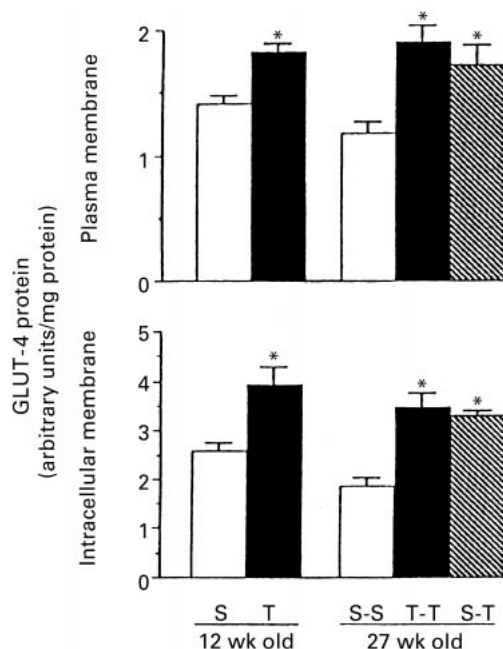 GLUT-4 protein
(arbitrary units/mg protein)
Plasma membrane
2
1
0
* * *
Intracellular membrane
5
4
3
2
1
0
* * *
S T S-S T-T S-T
12 wk old 27 wk old